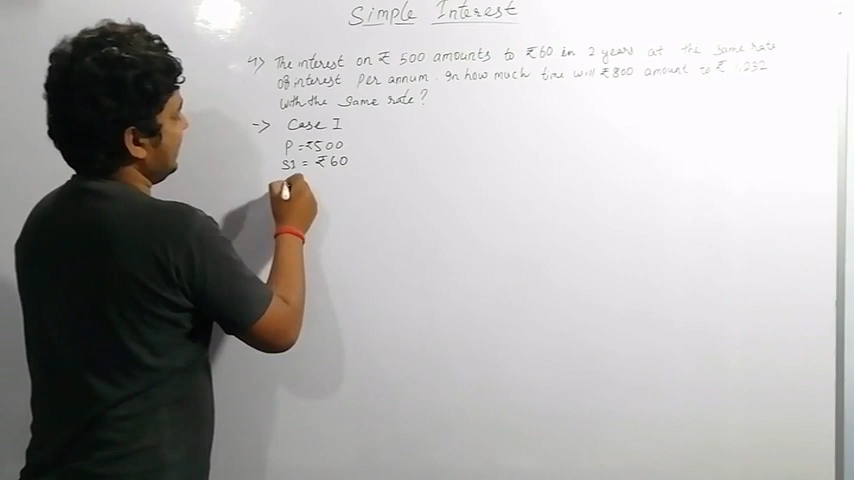 Simple Interest
4) The interest on ₹ 500 amounts to ₹60 in 2 years at the same rate
of interest per annum. In how much time will ₹800 amount to ₹ 1,232
with the same rate?
-> Case I
P = ₹500
SI = ₹60